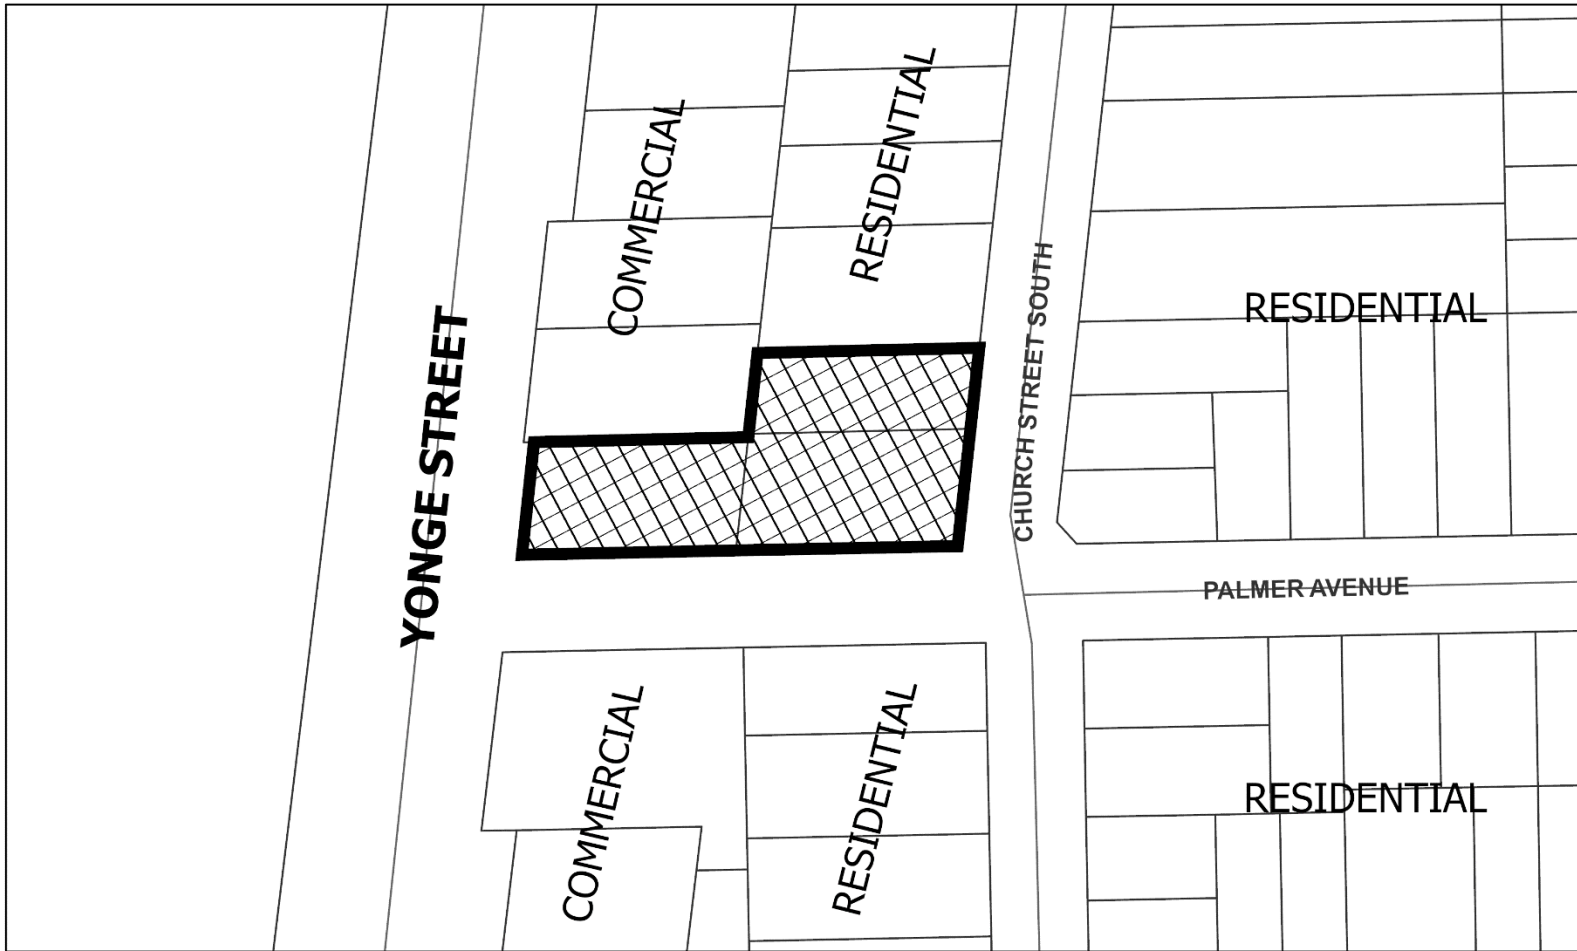 COMMERCIAL
RESIDENTIAL
RESIDENTIAL
YONGE STREET
CHURCH STREET SOUTH
PALMER AVENUE
COMMERCIAL
RESIDENTIAL
RESIDENTIAL